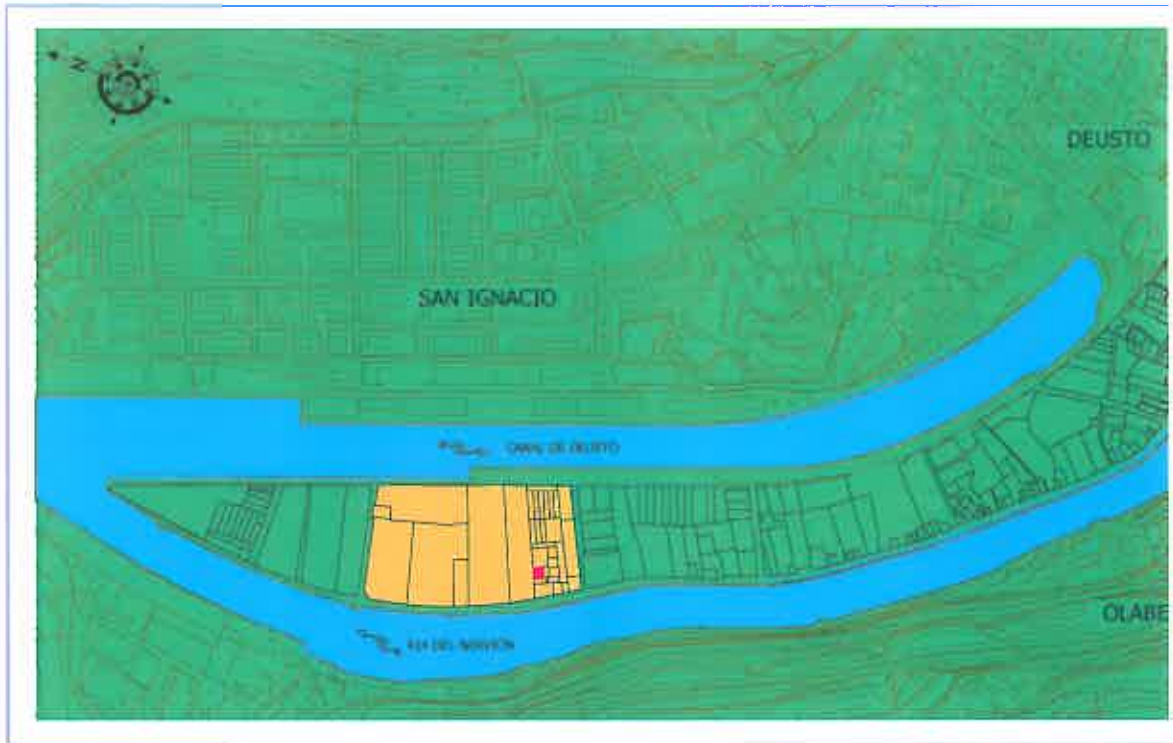 N
DEUSTO
SAN IGNACIO
CANAL DE DEUSTO
OLABE
RIA DEL NERVION